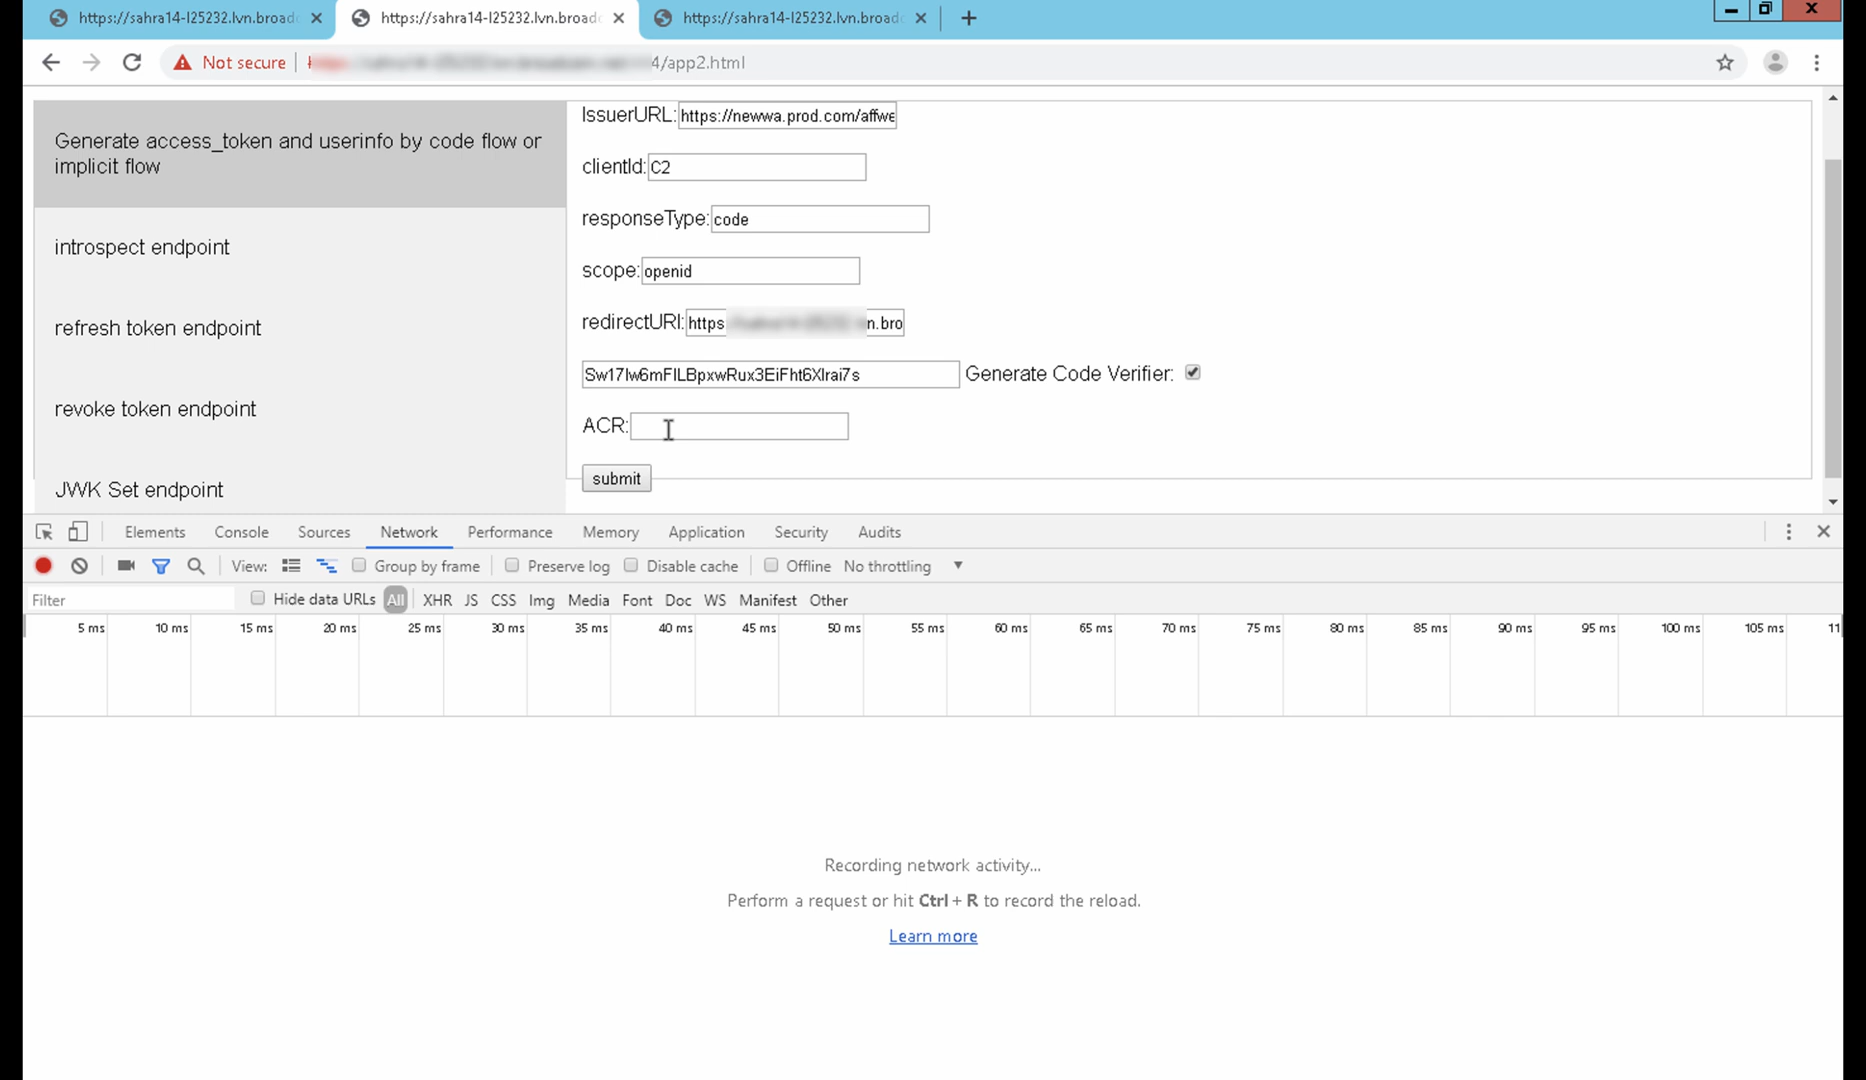 https://sahra14-l25232.lvn.broadc
https://sahra14-l25232.lvn.broadc
https://sahra14-l25232.lvn.broadc
Not secure
4/app2.html
Generate access_token and userinfo by code flow or
implicit flow
introspect endpoint
refresh token endpoint
revoke token endpoint
JWK Set endpoint
IssuerURL: https://newwa.prod.com/affwe
clientId: C2
responseType: code
scope: openid
redirectURI: https n.bro
Generate Code Verifier:
ACR:
submit
Elements Console Sources Network Performance Memory Application Security Audits
View: Group by frame Preserve log Disable cache Offline No throttling
Filter Hide data URLs All XHR JS CSS Img Media Font Doc WS Manifest Other
5 ms 10 ms 15 ms 20 ms 25 ms 30 ms 35 ms 40 ms 45 ms 50 ms 55 ms 60 ms 65 ms 70 ms 75 ms 80 ms 85 ms 90 ms 95 ms 100 ms 105 ms 11
Recording network activity...
Perform a request or hit Ctrl + R to record the reload.
Learn more